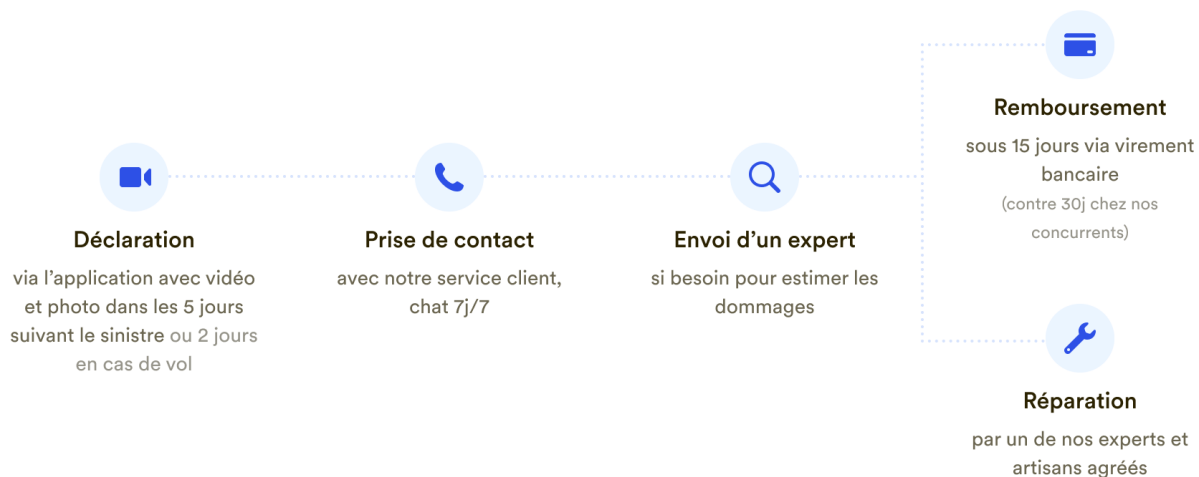 Déclaration
via l'application avec vidéo
et photo dans les 5 jours
suivant le sinistre ou 2 jours
en cas de vol
Prise de contact
avec notre service client,
chat 7j/7
Envoi d'un expert
si besoin pour estimer les
dommages
Remboursement
sous 15 jours via virement
bancaire
(contre 30j chez nos
concurrents)
Réparation
par un de nos experts et
artisans agréés